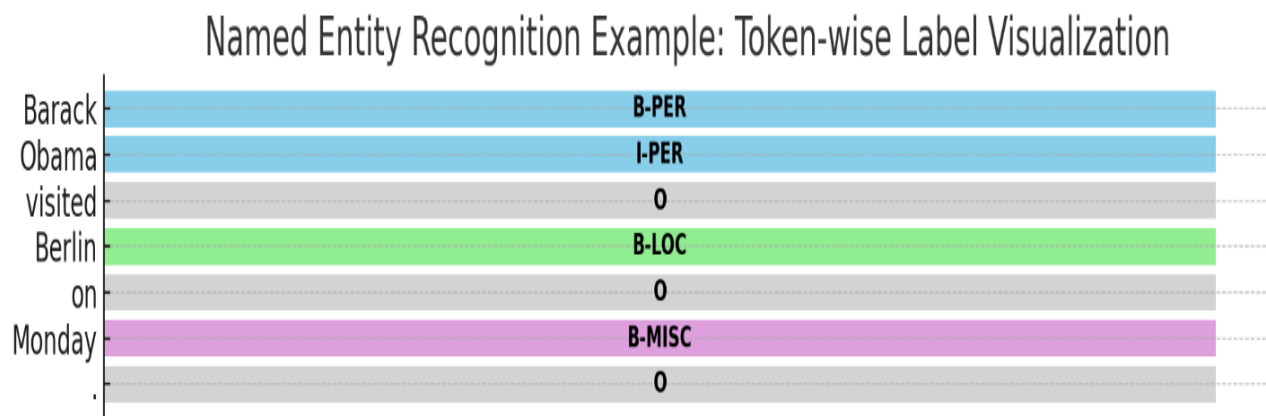 Named Entity Recognition Example: Token-wise Label Visualization
Barack B-PER
Obama I-PER
visited O
Berlin B-LOC
on O
Monday B-MISC
. O